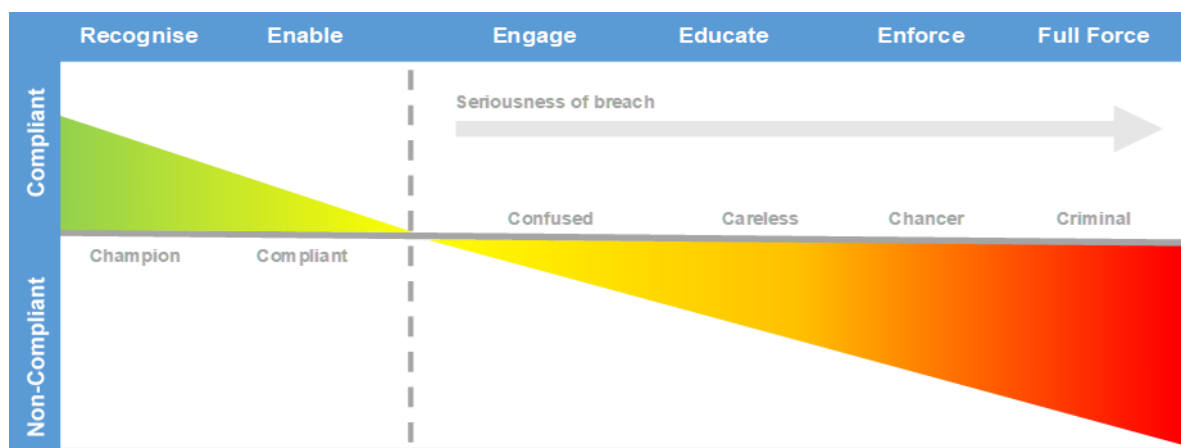 Recognise
Enable
Engage
Educate
Enforce
Full Force
Compliant
Seriousness of breach
Confused
Careless
Chancer
Criminal
Champion
Compliant
Non-Compliant